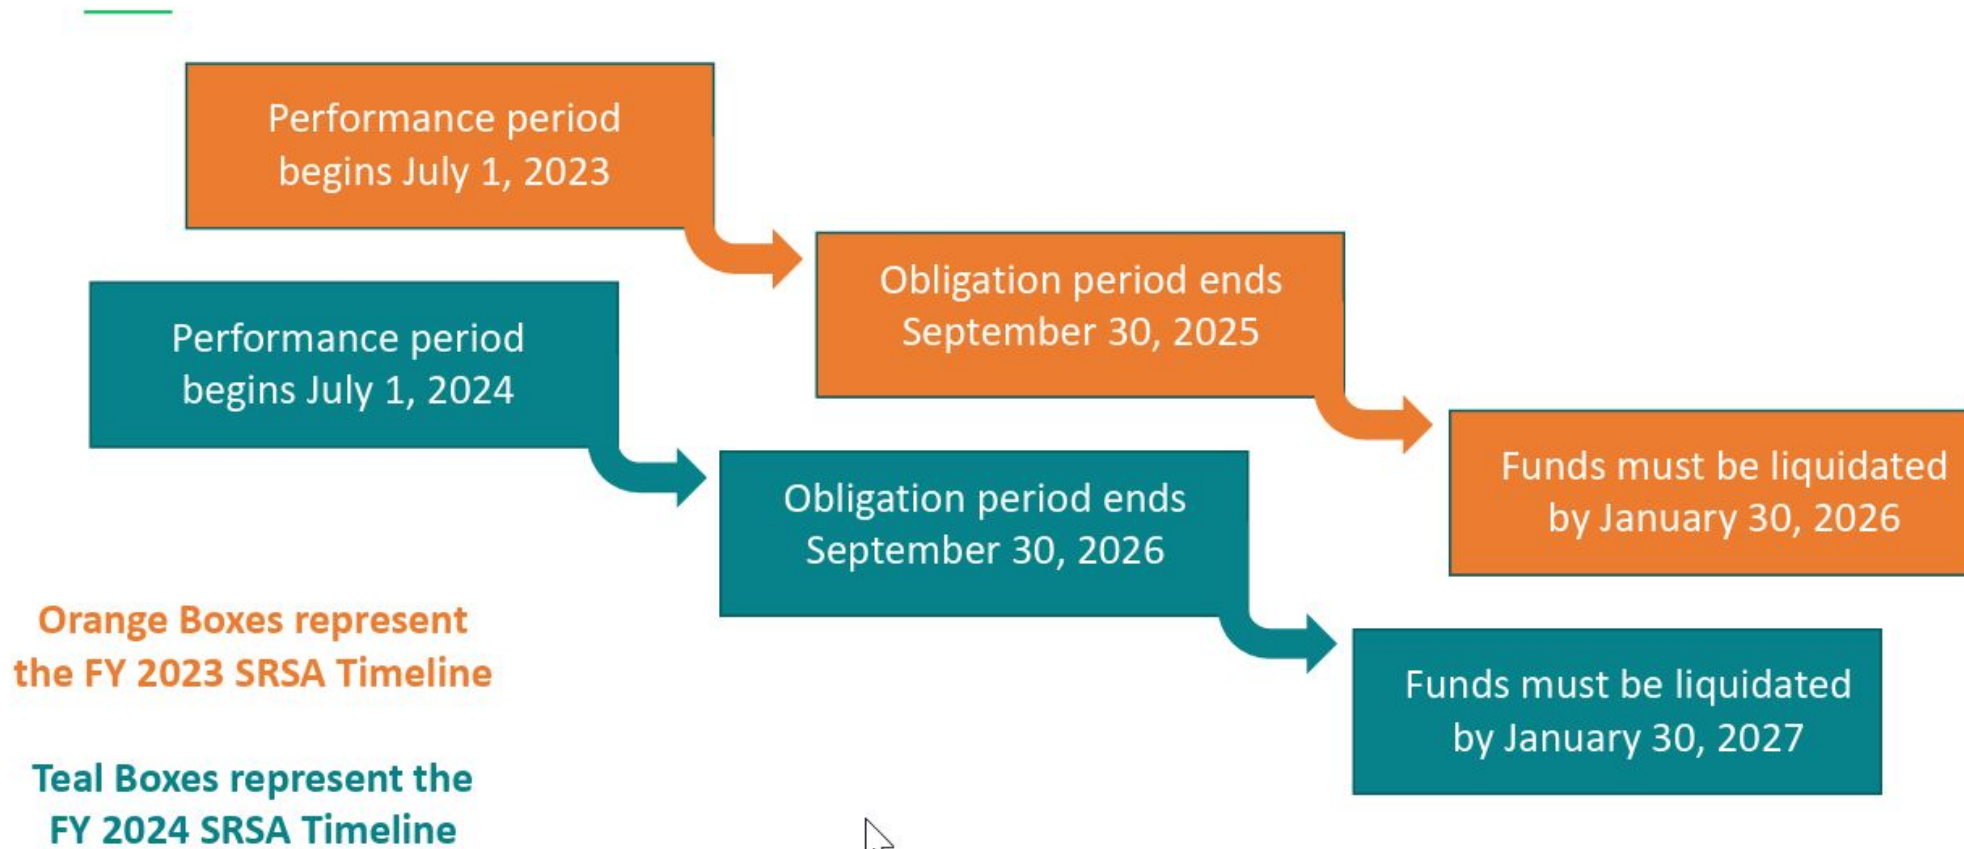 Performance period
begins July 1, 2023
Obligation period ends
September 30, 2025
Funds must be liquidated
by January 30, 2026
Performance period
begins July 1, 2024
Obligation period ends
September 30, 2026
Funds must be liquidated
by January 30, 2027
Orange Boxes represent
the FY 2023 SRSA Timeline
Teal Boxes represent the
FY 2024 SRSA Timeline